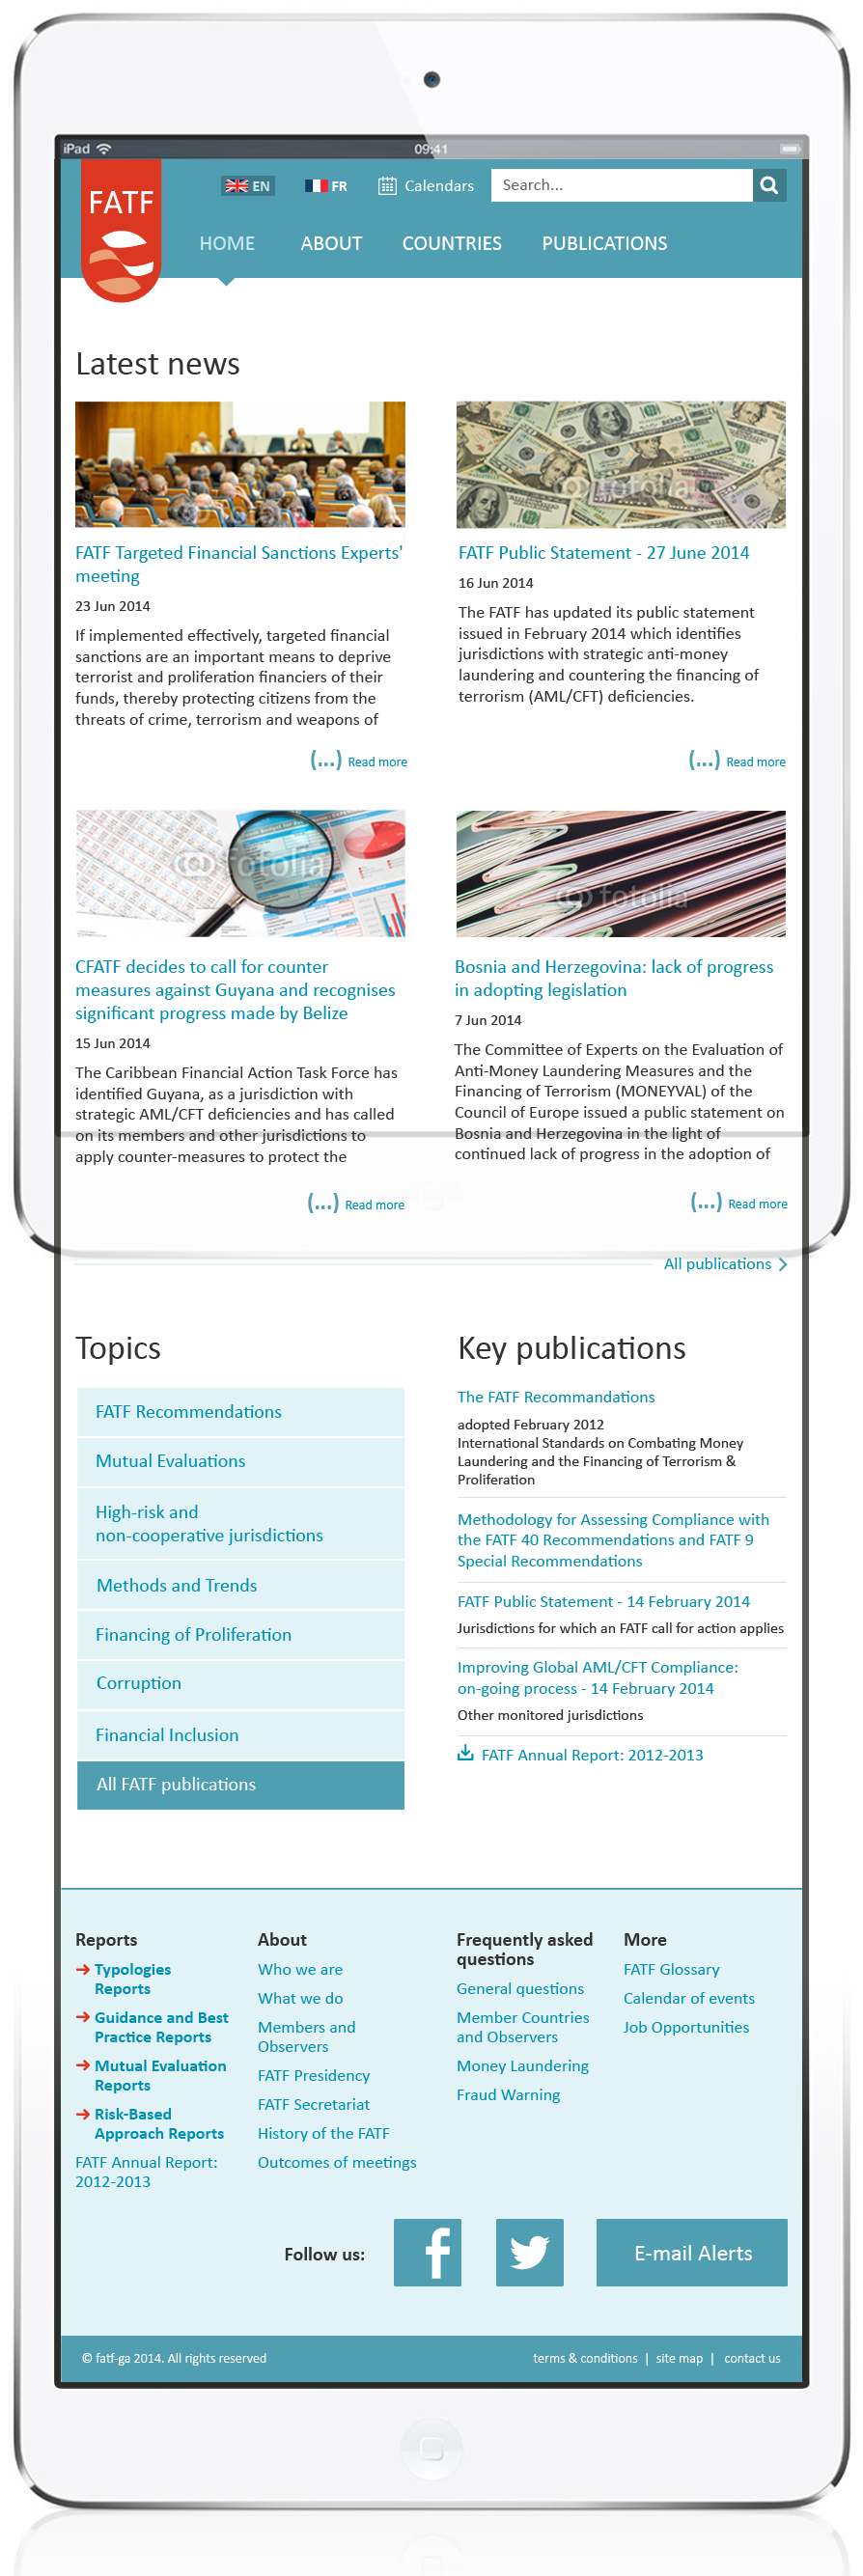 iPad
09:41
FATF
EN
FR
Calendars
Search...
HOME
ABOUT
COUNTRIES
PUBLICATIONS
Latest news
fotolia
FATF Targeted Financial Sanctions Experts'
meeting
23 Jun 2014
If implemented effectively, targeted financial
sanctions are an important means to deprive
terrorist and proliferation financiers of their
funds, thereby protecting citizens from the
threats of crime, terrorism and weapons of
(...) Read more
FATF Public Statement - 27 June 2014
16 Jun 2014
The FATF has updated its public statement
issued in February 2014 which identifies
jurisdictions with strategic anti-money
laundering and countering the financing of
terrorism (AML/CFT) deficiencies.
(...) Read more
fotolia
CFATF decides to call for counter
measures against Guyana and recognises
significant progress made by Belize
15 Jun 2014
The Caribbean Financial Action Task Force has
identified Guyana, as a jurisdiction with
strategic AML/CFT deficiencies and has called
on its members and other jurisdictions to
apply counter-measures to protect the
(...) Read more
fotolia
Bosnia and Herzegovina: lack of progress
in adopting legislation
7 Jun 2014
The Committee of Experts on the Evaluation of
Anti-Money Laundering Measures and the
Financing of Terrorism (MONEYVAL) of the
Council of Europe issued a public statement on
Bosnia and Herzegovina in the light of
continued lack of progress in the adoption of
(...) Read more
All publications
Topics
FATF Recommendations
Mutual Evaluations
High-risk and
non-cooperative jurisdictions
Methods and Trends
Financing of Proliferation
Corruption
Financial Inclusion
All FATF publications
Key publications
The FATF Recommandations
adopted February 2012
International Standards on Combating Money
Laundering and the Financing of Terrorism &
Proliferation
Methodology for Assessing Compliance with
the FATF 40 Recommendations and FATF 9
Special Recommendations
FATF Public Statement - 14 February 2014
Jurisdictions for which an FATF call for action applies
Improving Global AML/CFT Compliance:
on-going process - 14 February 2014
Other monitored jurisdictions
FATF Annual Report: 2012-2013
Reports
Typologies
Reports
Guidance and Best
Practice Reports
Mutual Evaluation
Reports
Risk-Based
Approach Reports
FATF Annual Report:
2012-2013
About
Who we are
What we do
Members and
Observers
FATF Presidency
FATF Secretariat
History of the FATF
Outcomes of meetings
Frequently asked
questions
General questions
Member Countries
and Observers
Money Laundering
Fraud Warning
More
FATF Glossary
Calendar of events
Job Opportunities
Follow us:
E-mail Alerts
© fatf-ga 2014. All rights reserved
terms & conditions | site map | contact us